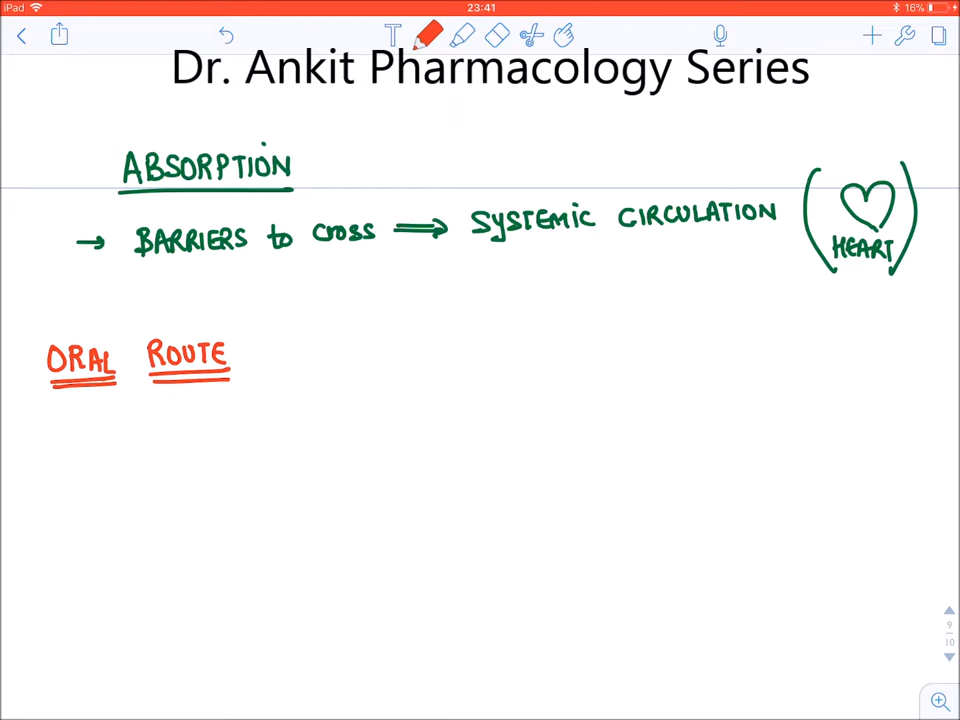 iPad 23:41 16%
T
Dr. Ankit Pharmacology Series
ABSORPTION
→ BARRIERS to cross ⟹ SYSTEMIC CIRCULATION (♡ HEART)
ORAL ROUTE
9
10